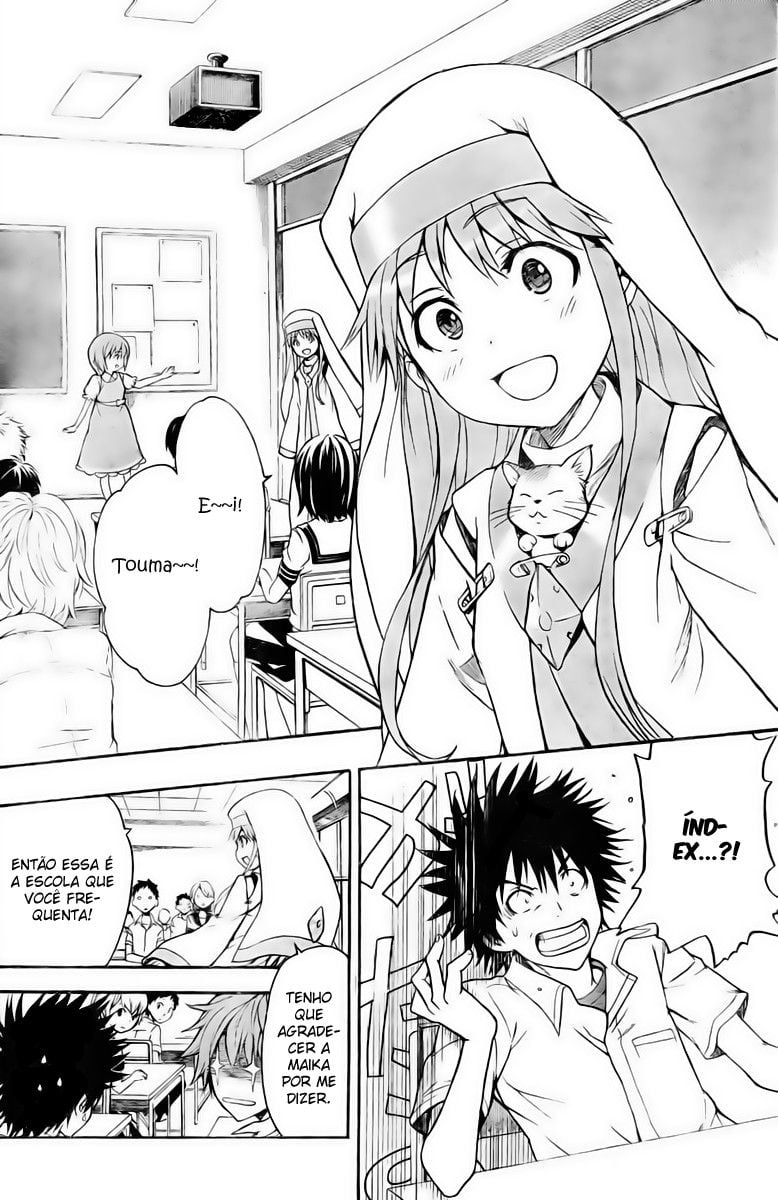 E~~i!
Touma~~!
ÍND-
EX...?!
ENTÃO ESSA É
A ESCOLA QUE
VOCÊ FRE-
QUENTA!
TENHO
QUE
AGRADE-
CER A
MAIKA
POR ME
DIZER.